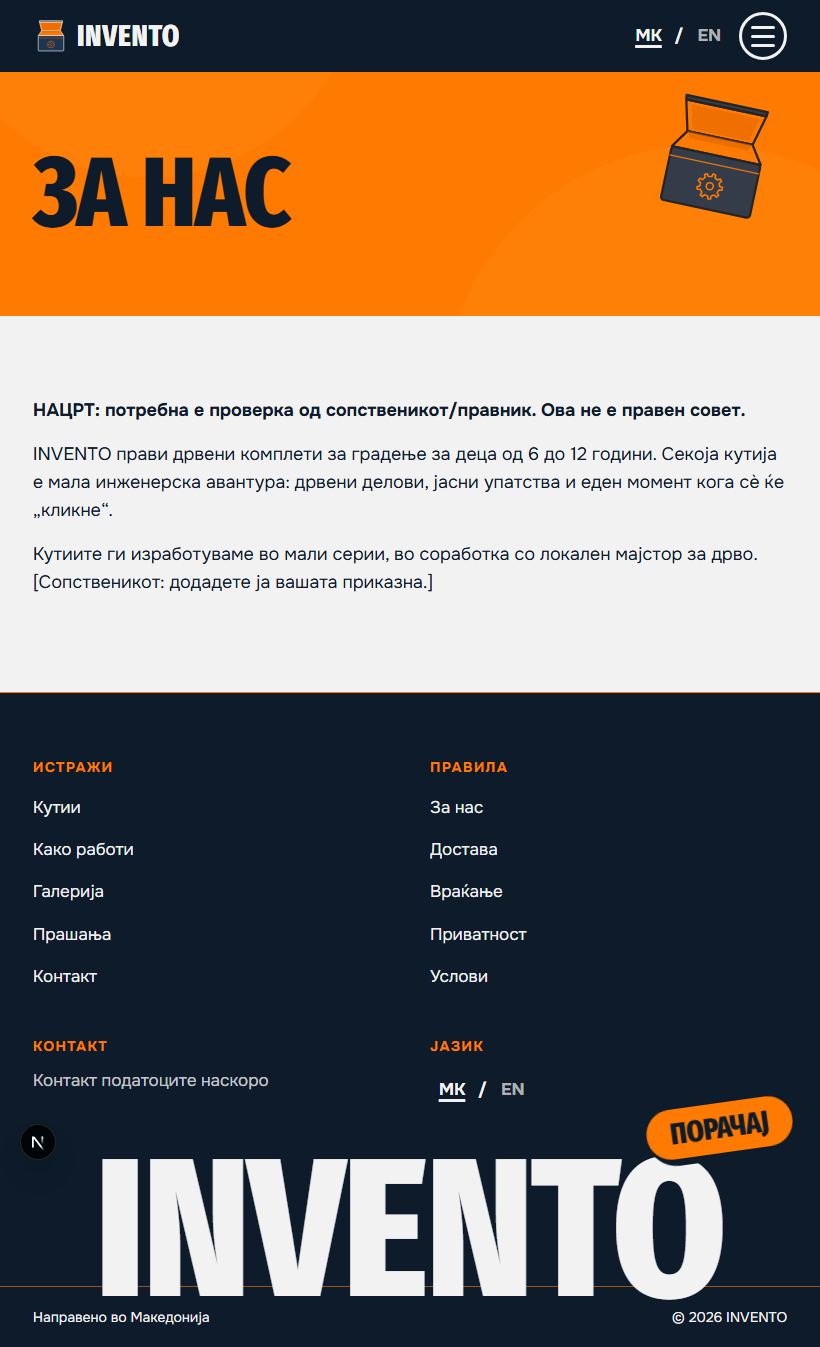 INVENTO
MK / EN
ЗА НАС
НАЦРТ: потребна е проверка од сопственикот/правник. Ова не е правен совет.
INVENTO прави дрвени комплети за градење за деца од 6 до 12 години. Секоја кутија
е мала инженерска авантура: дрвени делови, јасни упатства и еден момент кога сѐ ќе
„кликне“.
Кутиите ги изработуваме во мали серии, во соработка со локален мајстор за дрво.
[Сопственикот: додадете ја вашата приказна.]
ИСТРАЖИ
Кутии
Како работи
Галерија
Прашања
Контакт
ПРАВИЛА
За нас
Достава
Враќање
Приватност
Услови
КОНТАКТ
Контакт податоците наскоро
ЈАЗИК
MK / EN
N
ПОРАЧАЈ
INVENTO
Направено во Македонија
© 2026 INVENTO